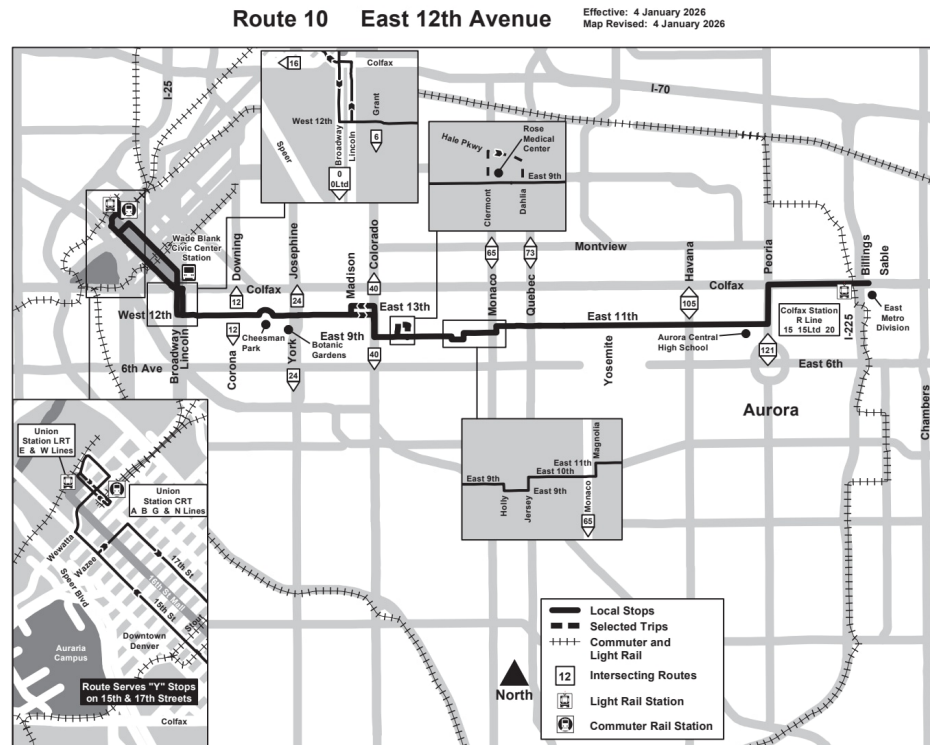 Route 10 East 12th Avenue
Effective: 4 January 2026
Map Revised: 4 January 2026
I-25
I-70
16
Colfax
West 12th
Grant
6
Speer
Broadway
Lincoln
0
0Ltd
Hale Pkwy
Rose
Medical
Center
East 9th
Clermont
Dahlia
Wade Blank
Civic Center
Station
Downing
Josephine
Madison
Colorado
65
73
Montview
Monaco
Quebec
Havana
Peoria
Billings
Sable
12
Colfax
24
40
105
Colfax
West 12th
East 13th
East 11th
East 9th
Colfax Station
R Line
15 15Ltd 20
I-225
East
Metro
Division
Broadway
Lincoln
12
Corona
Cheesman
Park
York
Botanic
Gardens
40
24
6th Ave
Yosemite
Aurora Central
High School
121
East 6th
Aurora
Chambers
Union
Station LRT
E & W Lines
Union
Station CRT
A B G & N Lines
Wewatta
Wazee
Speer Blvd
17th St
16th St Mall
15th St
Stout
Downtown
Denver
Auraria
Campus
Route Serves "Y" Stops
on 15th & 17th Streets
Colfax
East 9th
Holly
Jersey
East 9th
East 10th
East 11th
Monaco
Magnolia
65
North
Local Stops
Selected Trips
Commuter and
Light Rail
12
Intersecting Routes
Light Rail Station
Commuter Rail Station